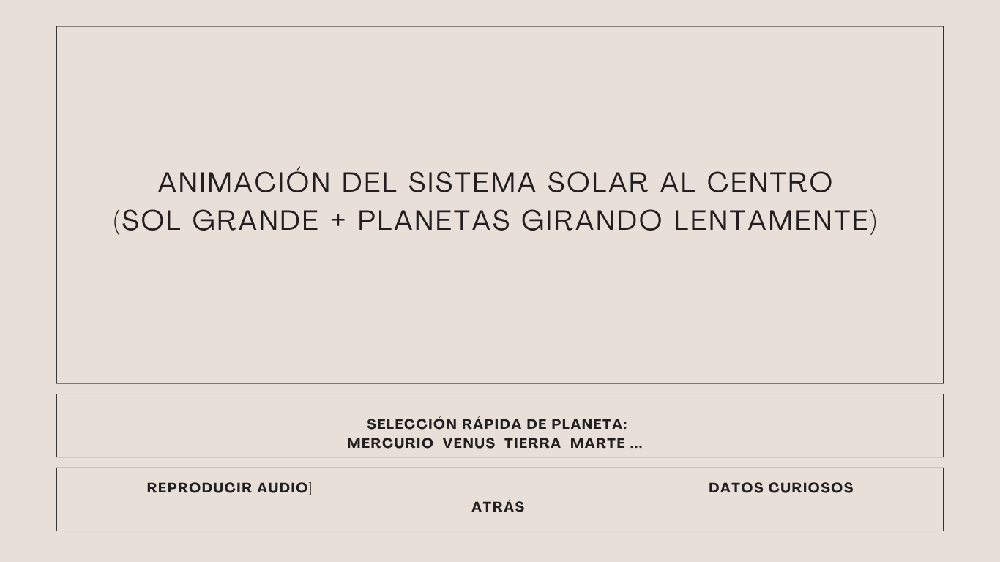 ANIMACIÓN DEL SISTEMA SOLAR AL CENTRO
(SOL GRANDE + PLANETAS GIRANDO LENTAMENTE)
SELECCIÓN RÁPIDA DE PLANETA:
MERCURIO  VENUS  TIERRA  MARTE ...
REPRODUCIR AUDIO] DATOS CURIOSOS
ATRÁS